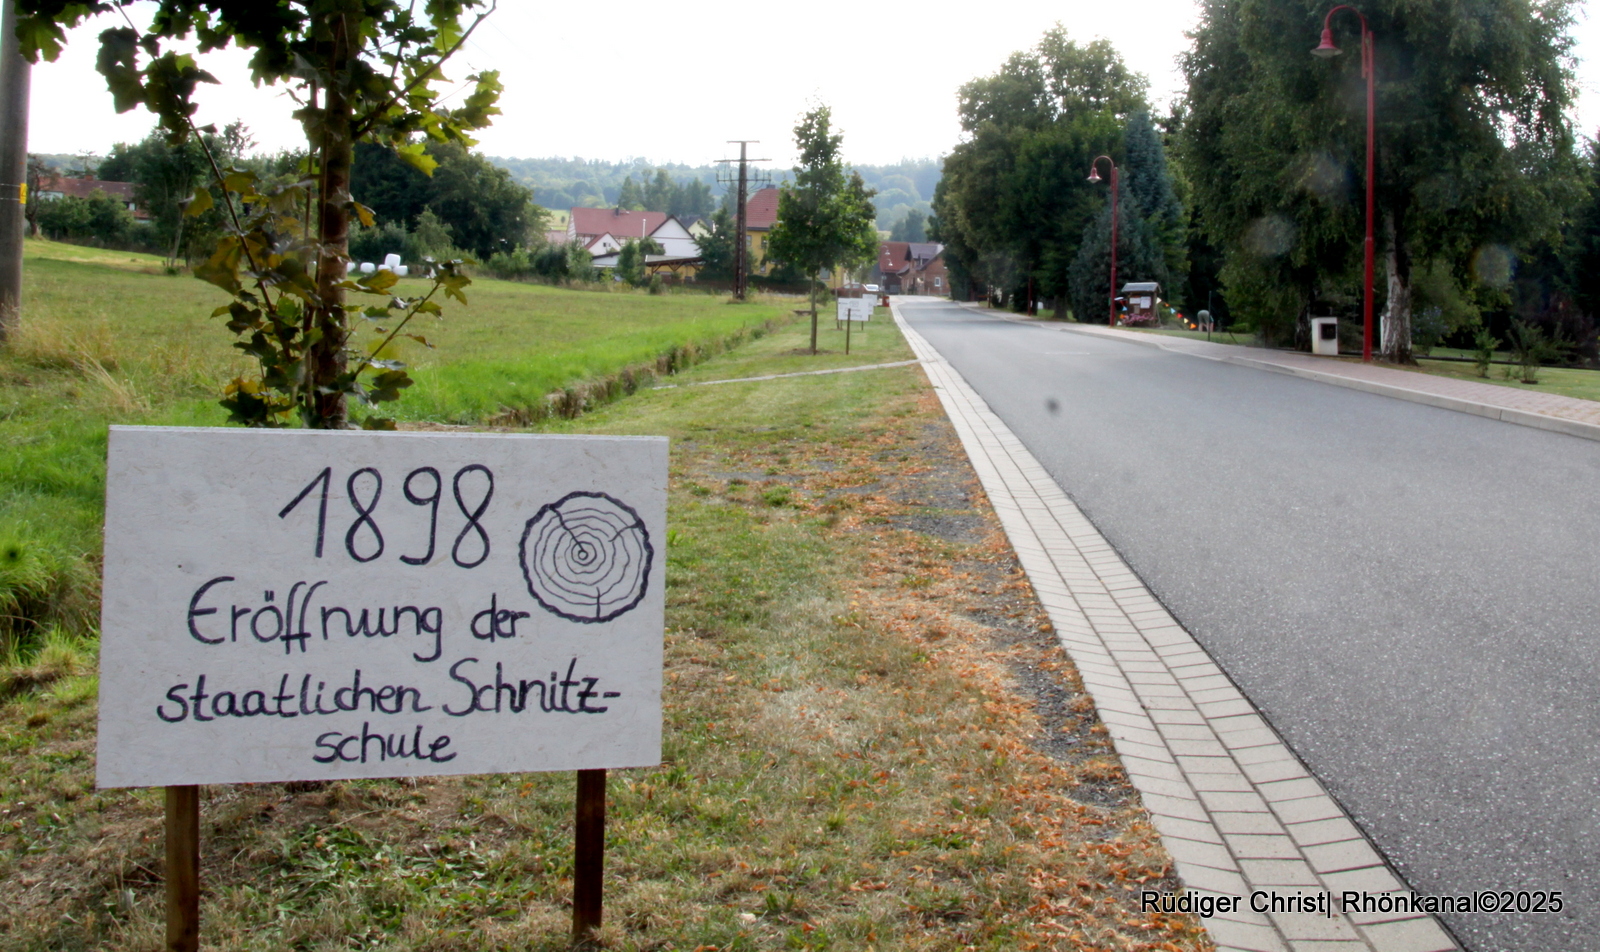 1898
Eröffnung der
staatlichen Schnitz-
schule
Rüdiger Christ| Rhönkanal©2025